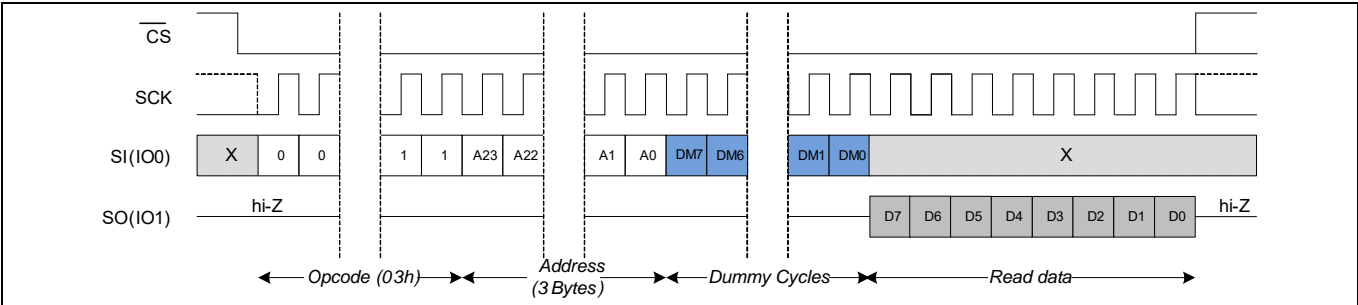 CS
SCK
SI(IO0) X 0 0 1 1 A23 A22 A1 A0 DM7 DM6 DM1 DM0 X
SO(IO1) hi-Z D7 D6 D5 D4 D3 D2 D1 D0 hi-Z
Opcode (03h) Address (3 Bytes) Dummy Cycles Read data